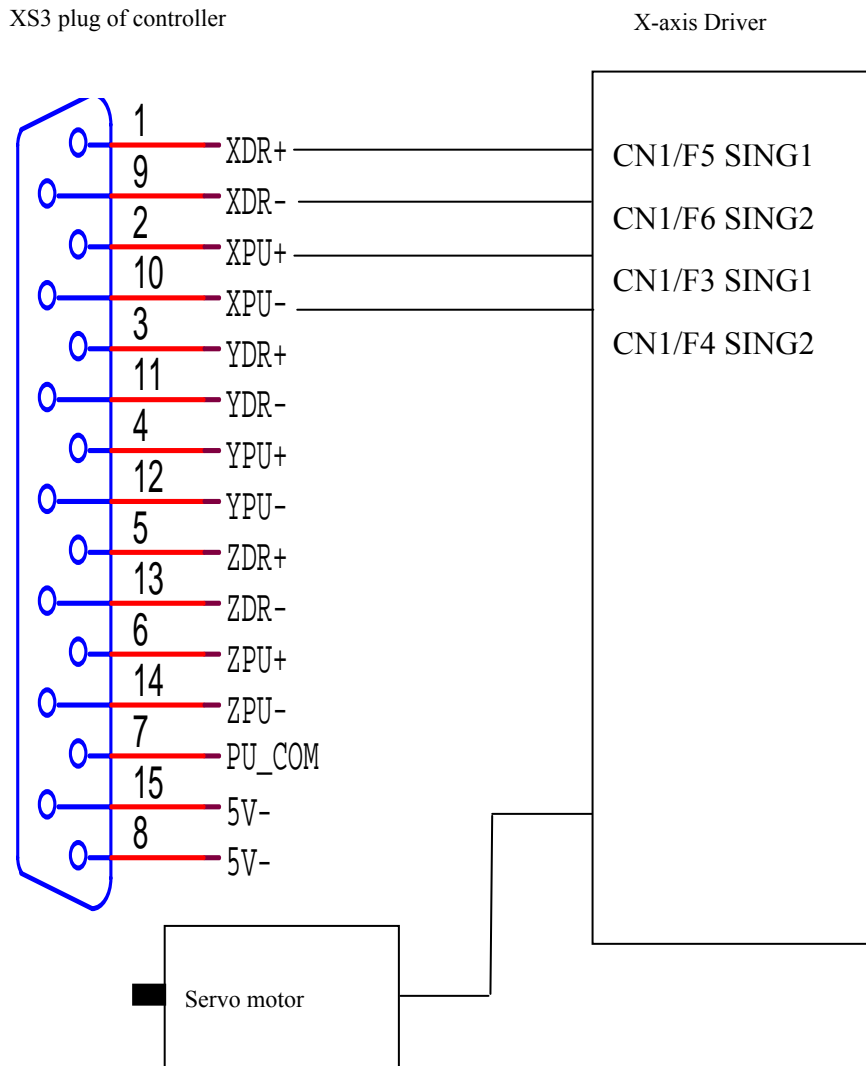 XS3 plug of controller
X-axis Driver
1
XDR+
CN1/F5 SING1
9
XDR-
CN1/F6 SING2
2
XPU+
CN1/F3 SING1
10
XPU-
CN1/F4 SING2
3
YDR+
11
YDR-
4
YPU+
12
YPU-
5
ZDR+
13
ZDR-
6
ZPU+
14
ZPU-
7
PU_COM
15
5V-
8
5V-
Servo motor